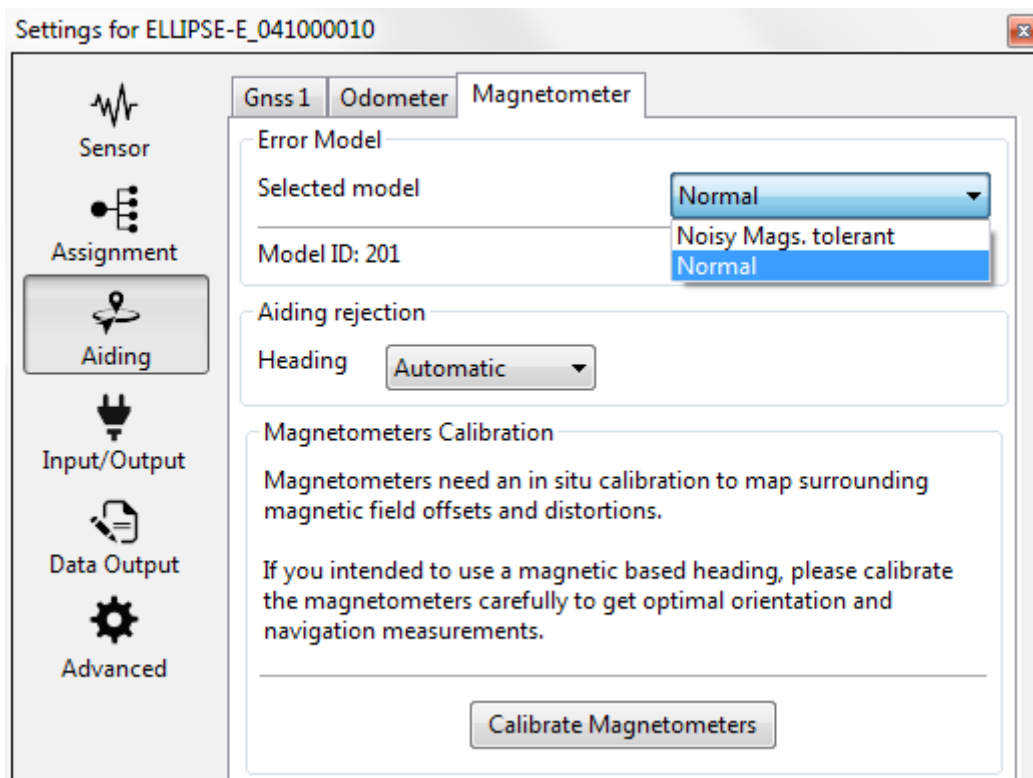 Settings for ELLIPSE-E_041000010
Sensor
Assignment
Aiding
Input/Output
Data Output
Advanced
Gnss 1
Odometer
Magnetometer
Error Model
Selected model
Normal
Noisy Mags. tolerant
Normal
Model ID: 201
Aiding rejection
Heading
Automatic
Magnetometers Calibration
Magnetometers need an in situ calibration to map surrounding
magnetic field offsets and distortions.
If you intended to use a magnetic based heading, please calibrate
the magnetometers carefully to get optimal orientation and
navigation measurements.
Calibrate Magnetometers